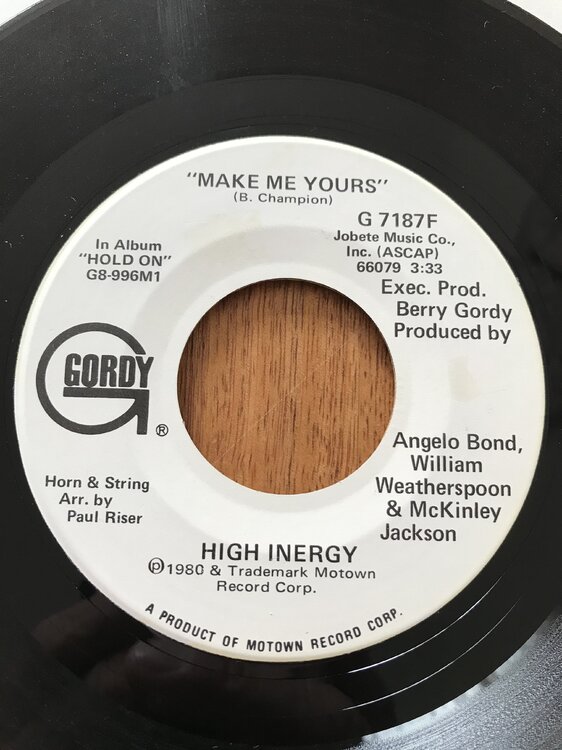 "MAKE ME YOURS"
(B. Champion)
G 7187F
Jobete Music Co.,
Inc. (ASCAP)
66079 3:33
Exec. Prod.
Berry Gordy
Produced by
In Album
"HOLD ON"
G8-996M1
GORDY
®
Angelo Bond,
William
Weatherspoon
& McKinley
Jackson
Horn & String
Arr. by
Paul Riser
HIGH INERGY
℗1980 & Trademark Motown
Record Corp.
A PRODUCT OF MOTOWN RECORD CORP.